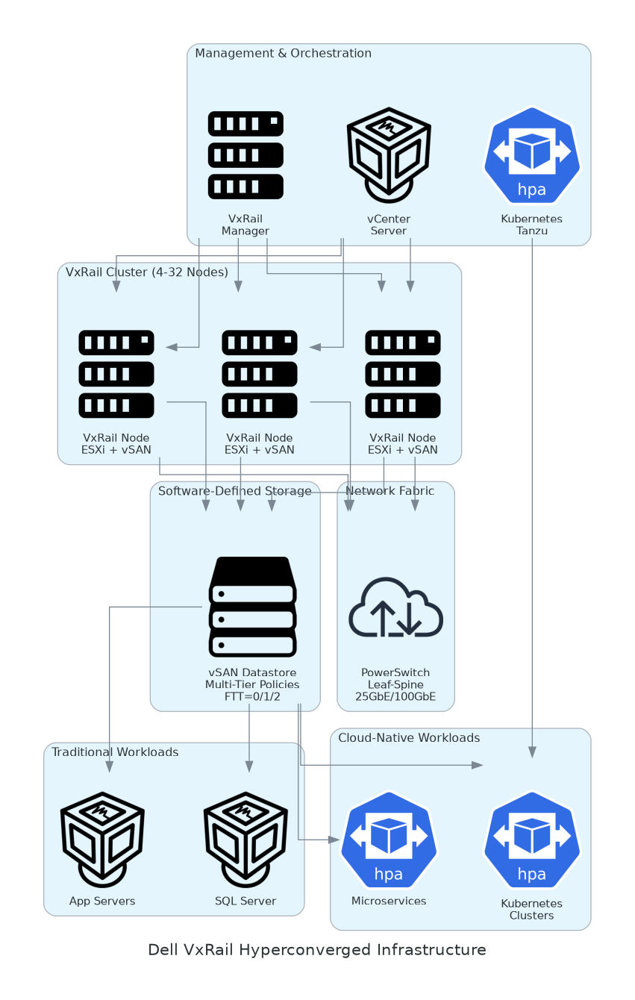 Management & Orchestration
hpa
VxRail
Manager
vCenter
Server
Kubernetes
Tanzu
VxRail Cluster (4-32 Nodes)
VxRail Node
ESXi + vSAN
VxRail Node
ESXi + vSAN
VxRail Node
ESXi + vSAN
Software-Defined Storage
Network Fabric
vSAN Datastore
Multi-Tier Policies
FTT=0/1/2
PowerSwitch
Leaf-Spine
25GbE/100GbE
Traditional Workloads
Cloud-Native Workloads
hpa
hpa
App Servers
SQL Server
Microservices
Kubernetes
Clusters
Dell VxRail Hyperconverged Infrastructure